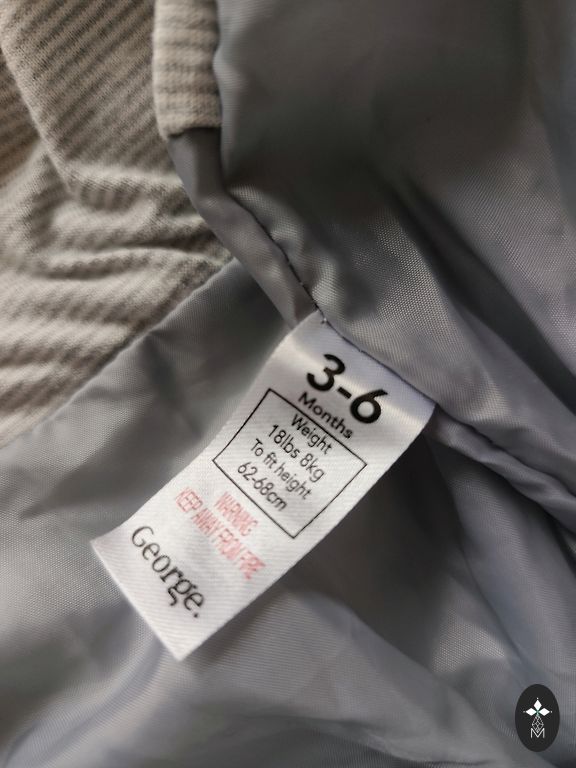 3-6
Months
Weight
18lbs 8kg
To fit height
62-68cm
WARNING
KEEP AWAY FROM FIRE
George.
M